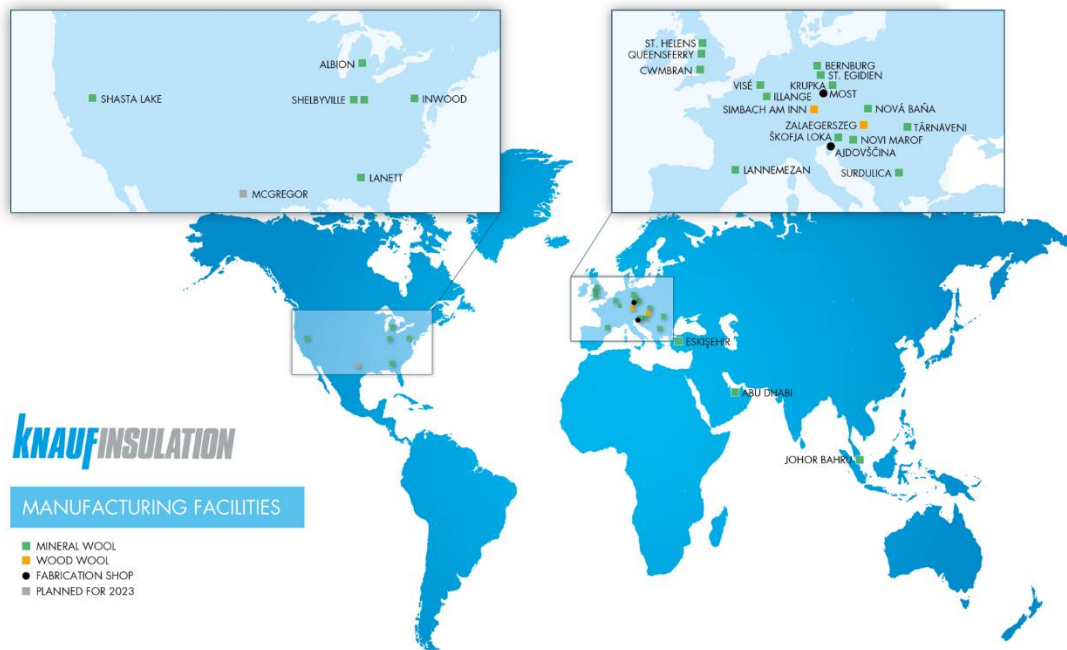 ALBION
SHASTA LAKE
SHELBYVILLE
INWOOD
LANETT
MCGREGOR
ST. HELENS
QUEENSFERRY
CWMBRAN
BERNBURG
ST. EGIDIEN
VISÉ
KRUPKA
ILLANGE
MOST
SIMBACH AM INN
NOVÁ BAŇA
ZALAEGERSZEG
TÂRNĂVENI
ŠKOFJA LOKA
NOVI MAROF
AJDOVŠČINA
LANNEMEZAN
SURDULICA
ESKIŞEHIR
ABU DHABI
JOHOR BAHRU
KNAUFINSULATION
MANUFACTURING FACILITIES
MINERAL WOOL
WOOD WOOL
FABRICATION SHOP
PLANNED FOR 2023